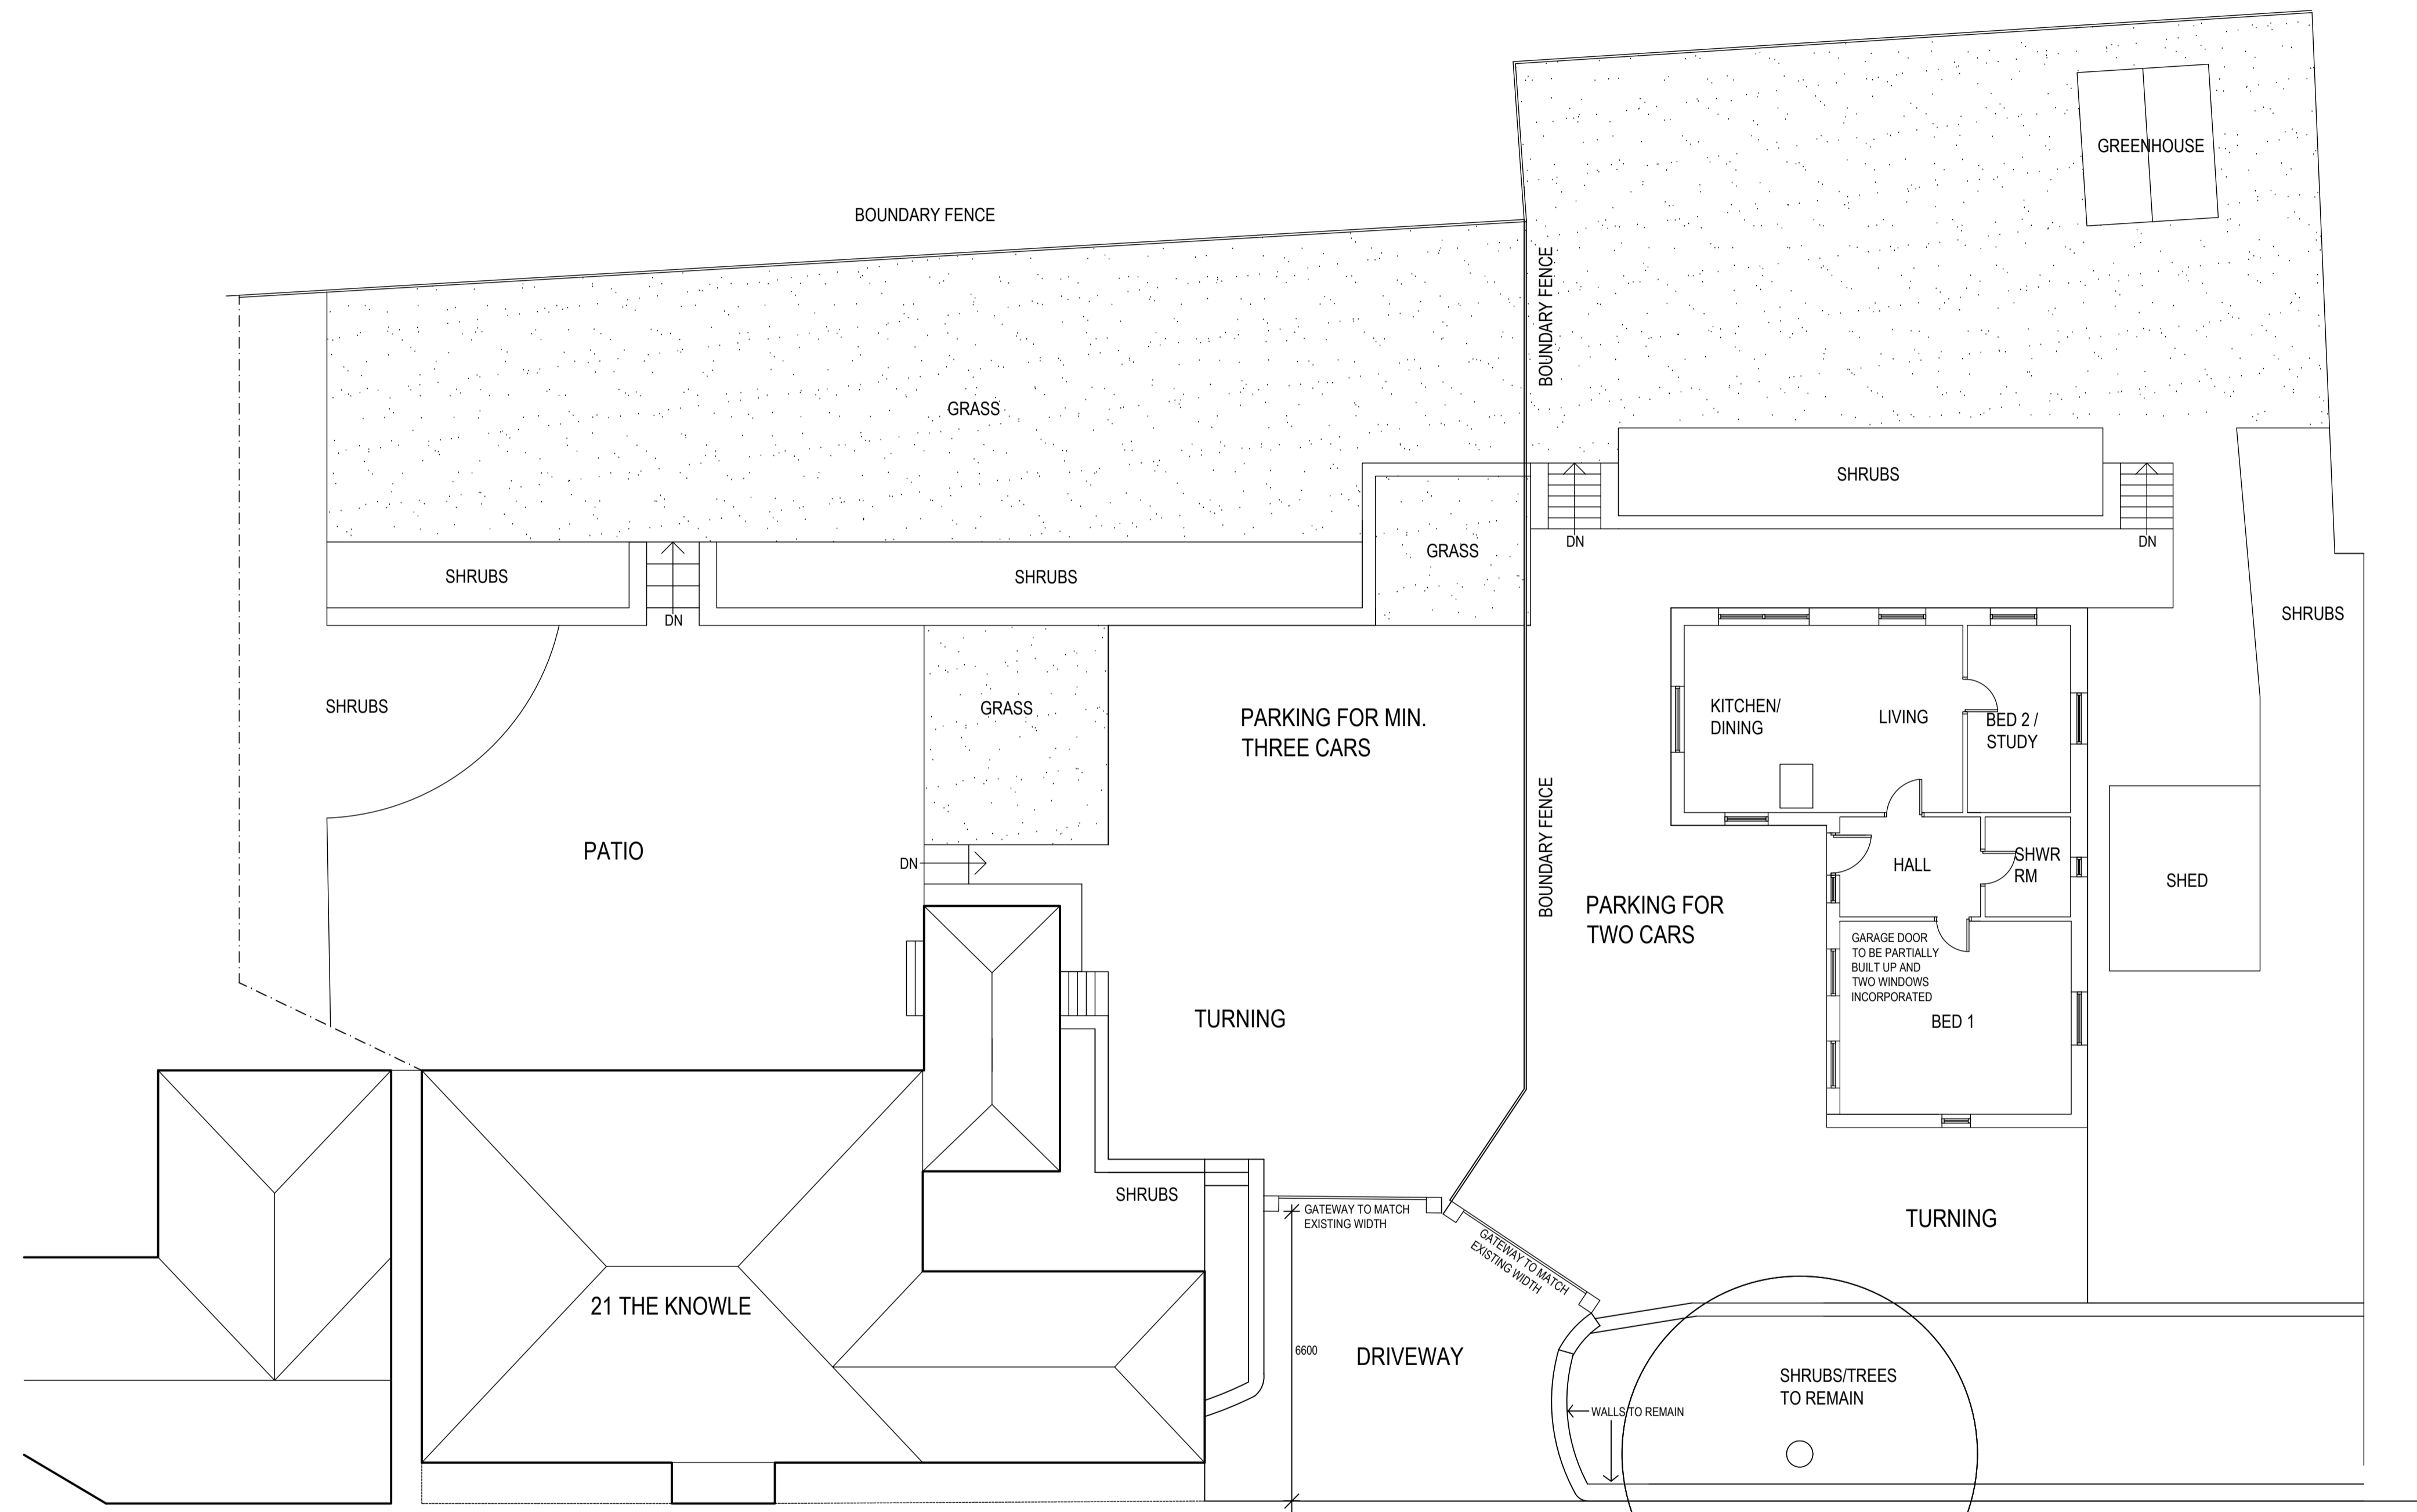 GREENHOUSE
BOUNDARY FENCE
BOUNDARY FENCE
GRASS
SHRUBS
GRASS
DN
DN
SHRUBS
SHRUBS
DN
SHRUBS
SHRUBS
GRASS
PARKING FOR MIN.
THREE CARS
KITCHEN/
DINING
LIVING
BED 2 /
STUDY
PATIO
DN
BOUNDARY FENCE
PARKING FOR
TWO CARS
HALL
SHWR
RM
SHED
GARAGE DOOR
TO BE PARTIALLY
BUILT UP AND
TWO WINDOWS
INCORPORATED
BED 1
TURNING
SHRUBS
GATEWAY TO MATCH
EXISTING WIDTH
GATEWAY TO MATCH
EXISTING WIDTH
TURNING
21 THE KNOWLE
6600
DRIVEWAY
SHRUBS/TREES
TO REMAIN
WALLS TO REMAIN